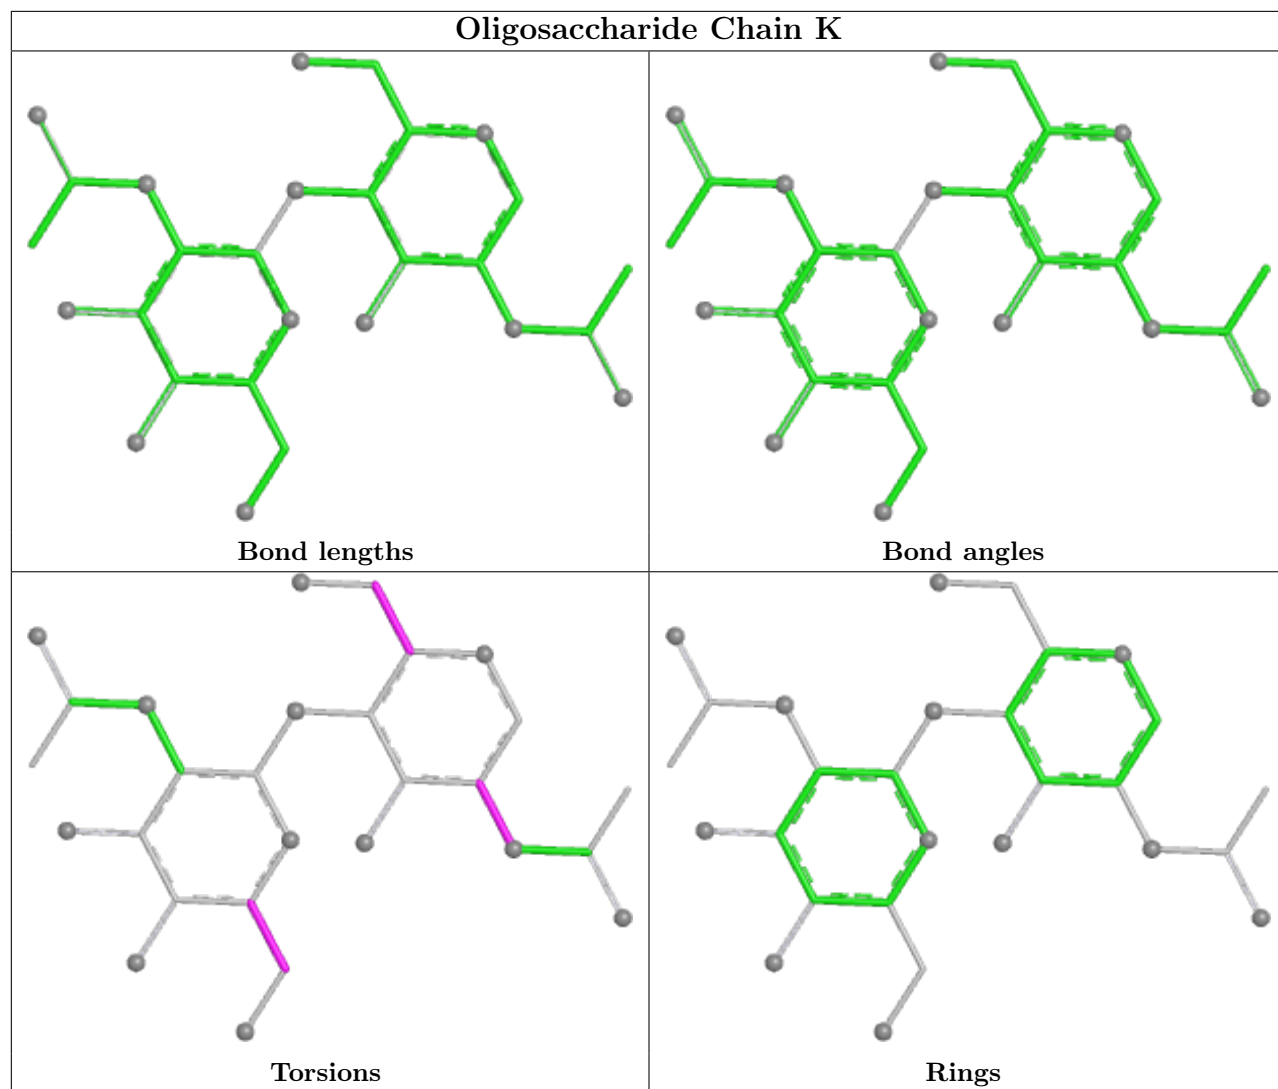 Oligosaccharide Chain K
Bond lengths
Bond angles
Torsions
Rings